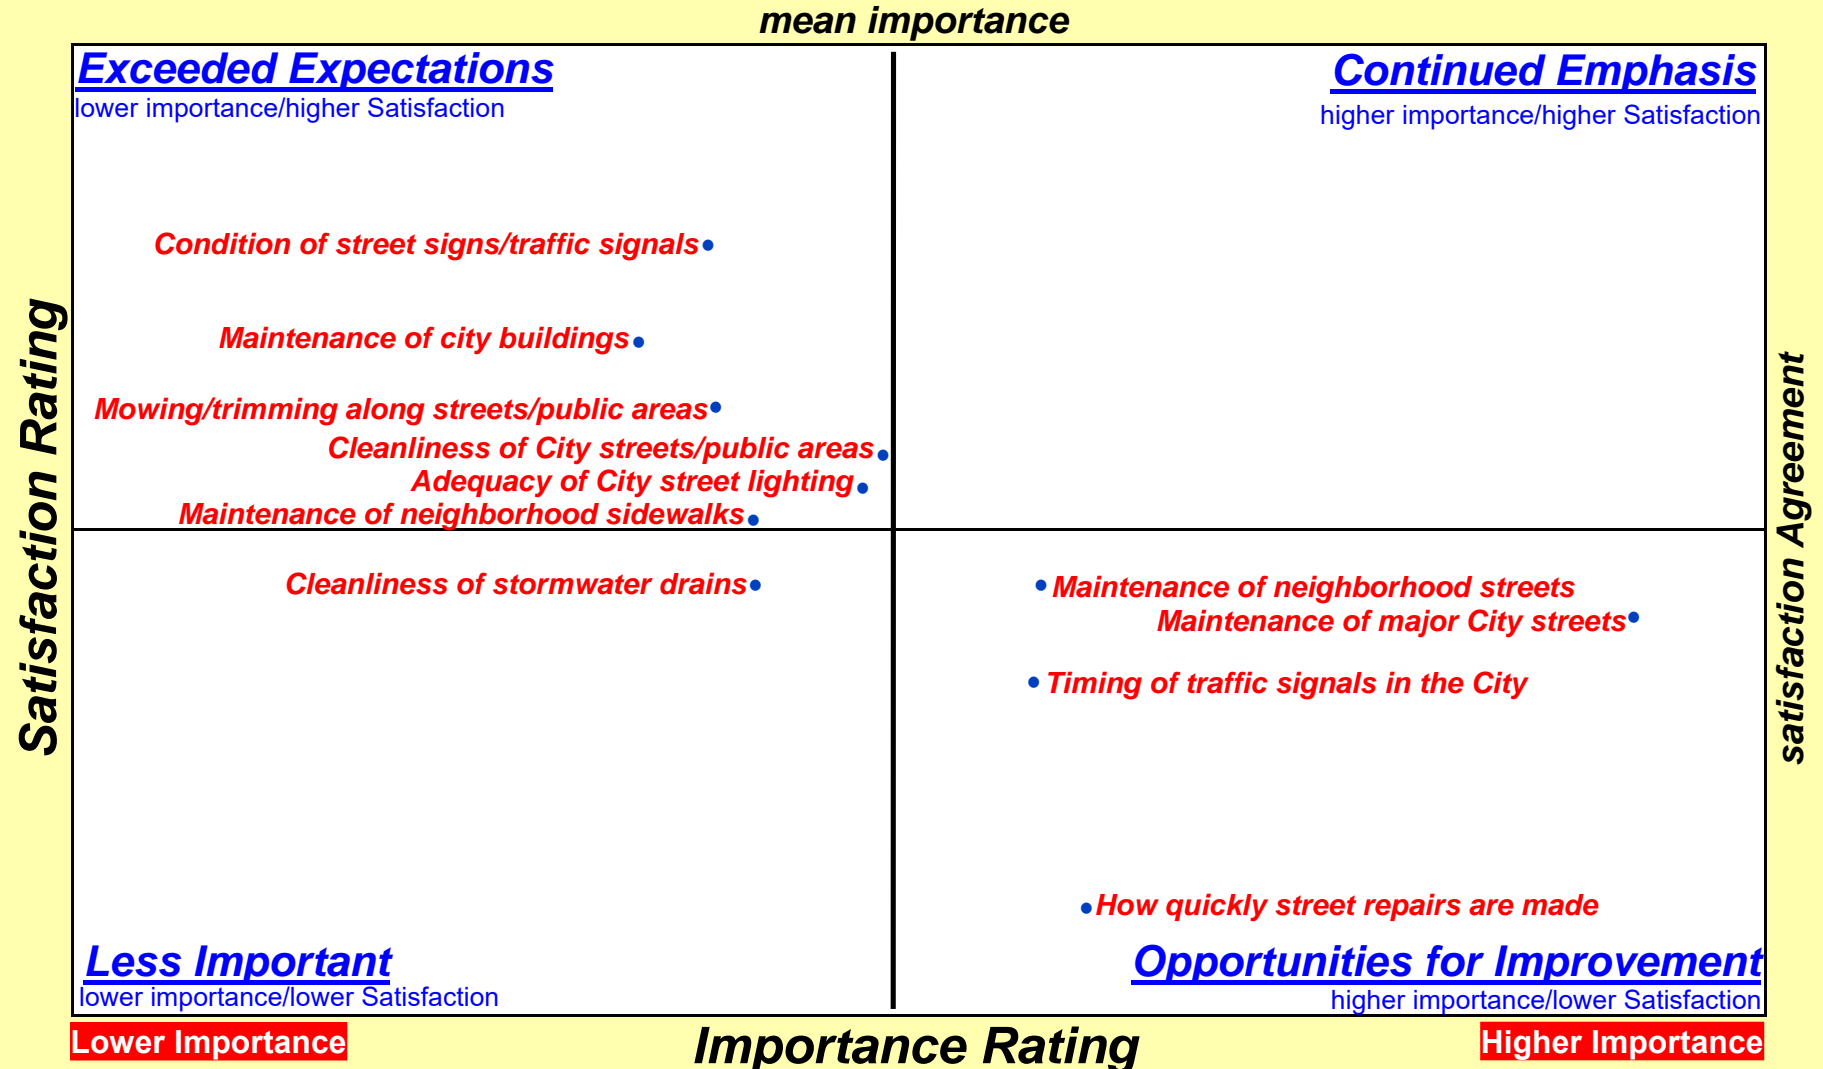 mean importance
Exceeded Expectations
lower importance/higher Satisfaction
Continued Emphasis
higher importance/higher Satisfaction
Condition of street signs/traffic signals
Maintenance of city buildings
Mowing/trimming along streets/public areas
Cleanliness of City streets/public areas
Adequacy of City street lighting
Maintenance of neighborhood sidewalks
Satisfaction Rating
satisfaction Agreement
Cleanliness of stormwater drains
Maintenance of neighborhood streets
Maintenance of major City streets
Timing of traffic signals in the City
How quickly street repairs are made
Less Important
lower importance/lower Satisfaction
Opportunities for Improvement
higher importance/lower Satisfaction
Lower Importance
Importance Rating
Higher Importance